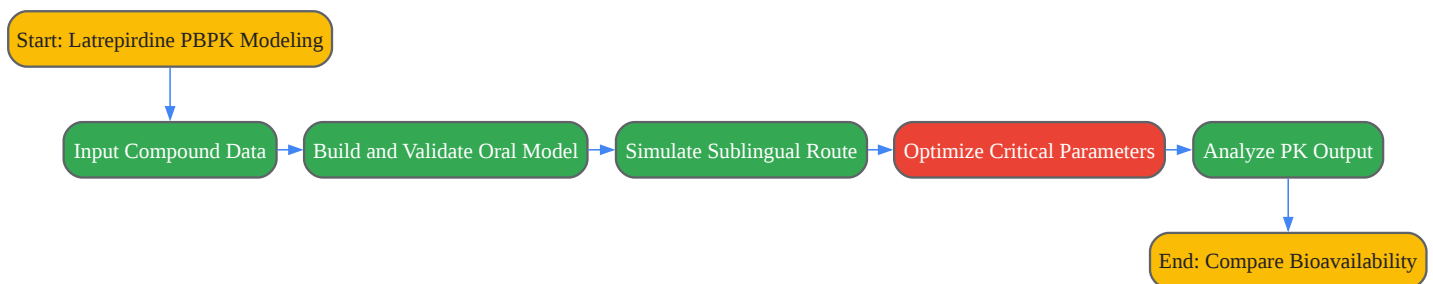 Start: Latrepirdine PBPK Modeling
Input Compound Data
Build and Validate Oral Model
Simulate Sublingual Route
Optimize Critical Parameters
Analyze PK Output
End: Compare Bioavailability